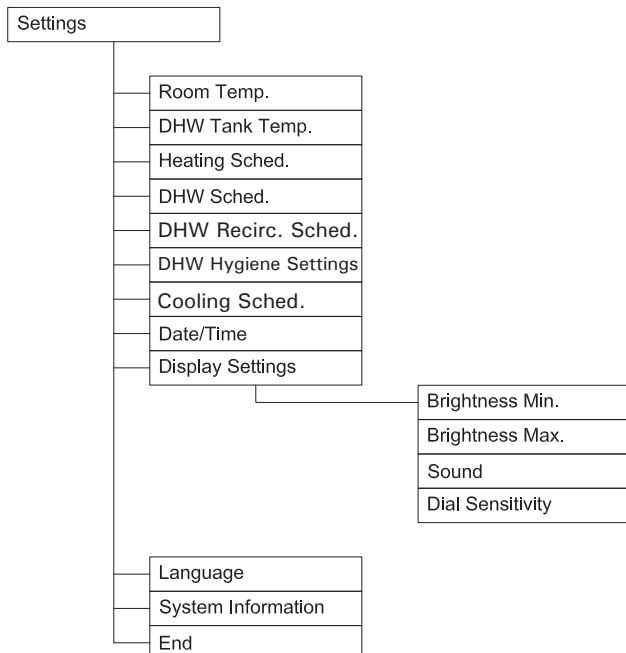 Settings
Room Temp.
DHW Tank Temp.
Heating Sched.
DHW Sched.
DHW Recirc. Sched.
DHW Hygiene Settings
Cooling Sched.
Date/Time
Display Settings
Brightness Min.
Brightness Max.
Sound
Dial Sensitivity
Language
System Information
End